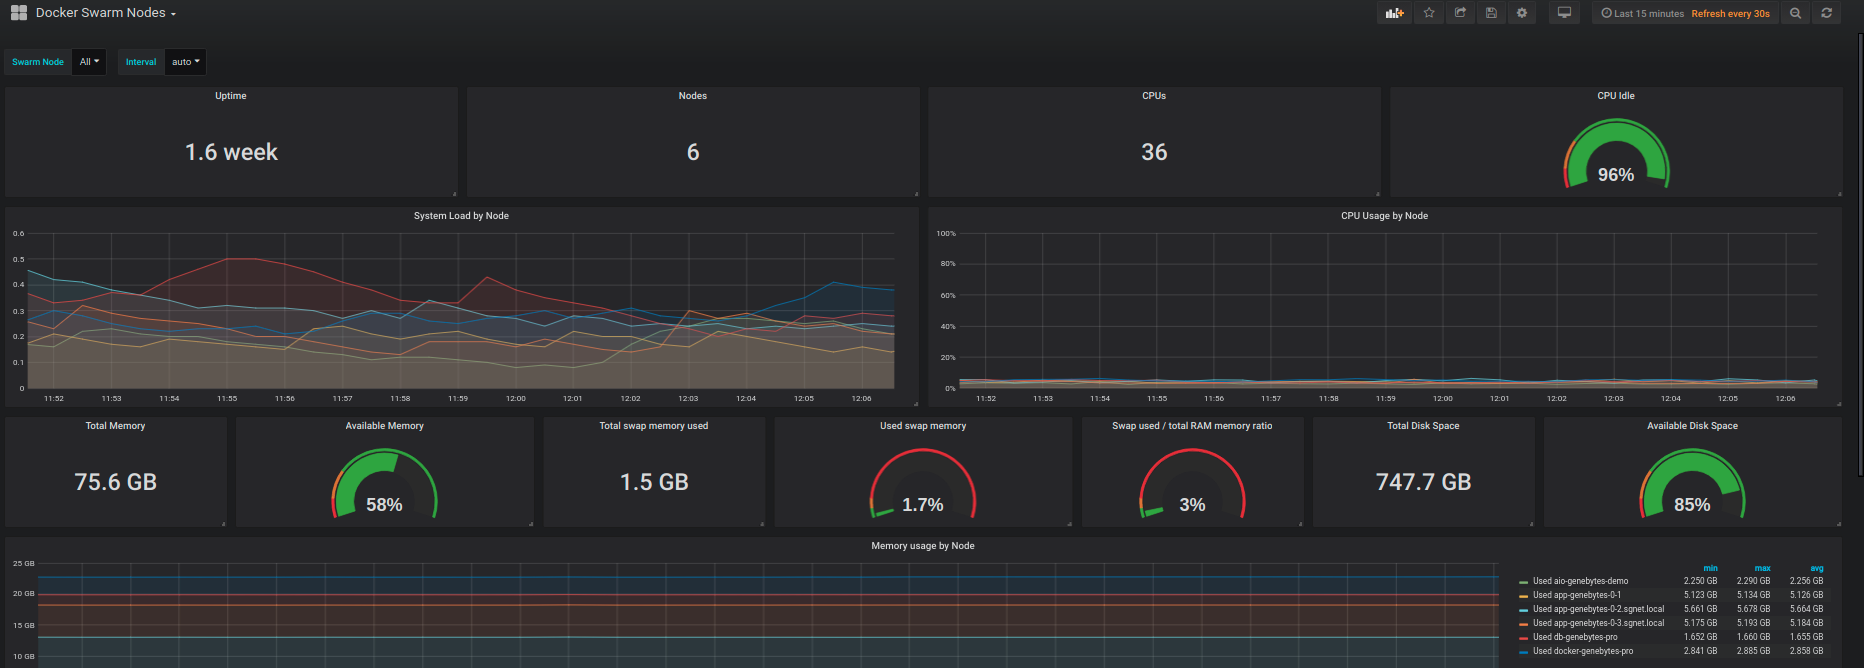 Docker Swarm Nodes
Last 15 minutes Refresh every 30s
Swarm Node All Interval auto
Uptime
1.6 week
Nodes
6
CPUs
36
CPU Idle
96%
System Load by Node
0.6
0.5
0.4
0.3
0.2
0.1
0
11:52 11:53 11:54 11:55 11:56 11:57 11:58 11:59 12:00 12:01 12:02 12:03 12:04 12:05 12:06
CPU Usage by Node
100%
80%
60%
40%
20%
0%
11:52 11:53 11:54 11:55 11:56 11:57 11:58 11:59 12:00 12:01 12:02 12:03 12:04 12:05 12:06
Total Memory
75.6 GB
Available Memory
58%
Total swap memory used
1.5 GB
Used swap memory
1.7%
Swap used / total RAM memory ratio
3%
Total Disk Space
747.7 GB
Available Disk Space
85%
Memory usage by Node
25 GB
20 GB
15 GB
10 GB
min max avg
Used aio-genebytes-demo 2.250 GB 2.290 GB 2.256 GB
Used app-genebytes-0-1 5.123 GB 5.134 GB 5.126 GB
Used app-genebytes-0-2.sgnet.local 5.661 GB 5.678 GB 5.664 GB
Used app-genebytes-0-3.sgnet.local 5.175 GB 5.193 GB 5.184 GB
Used db-genebytes-pro 1.652 GB 1.660 GB 1.655 GB
Used docker-genebytes-pro 2.841 GB 2.885 GB 2.858 GB